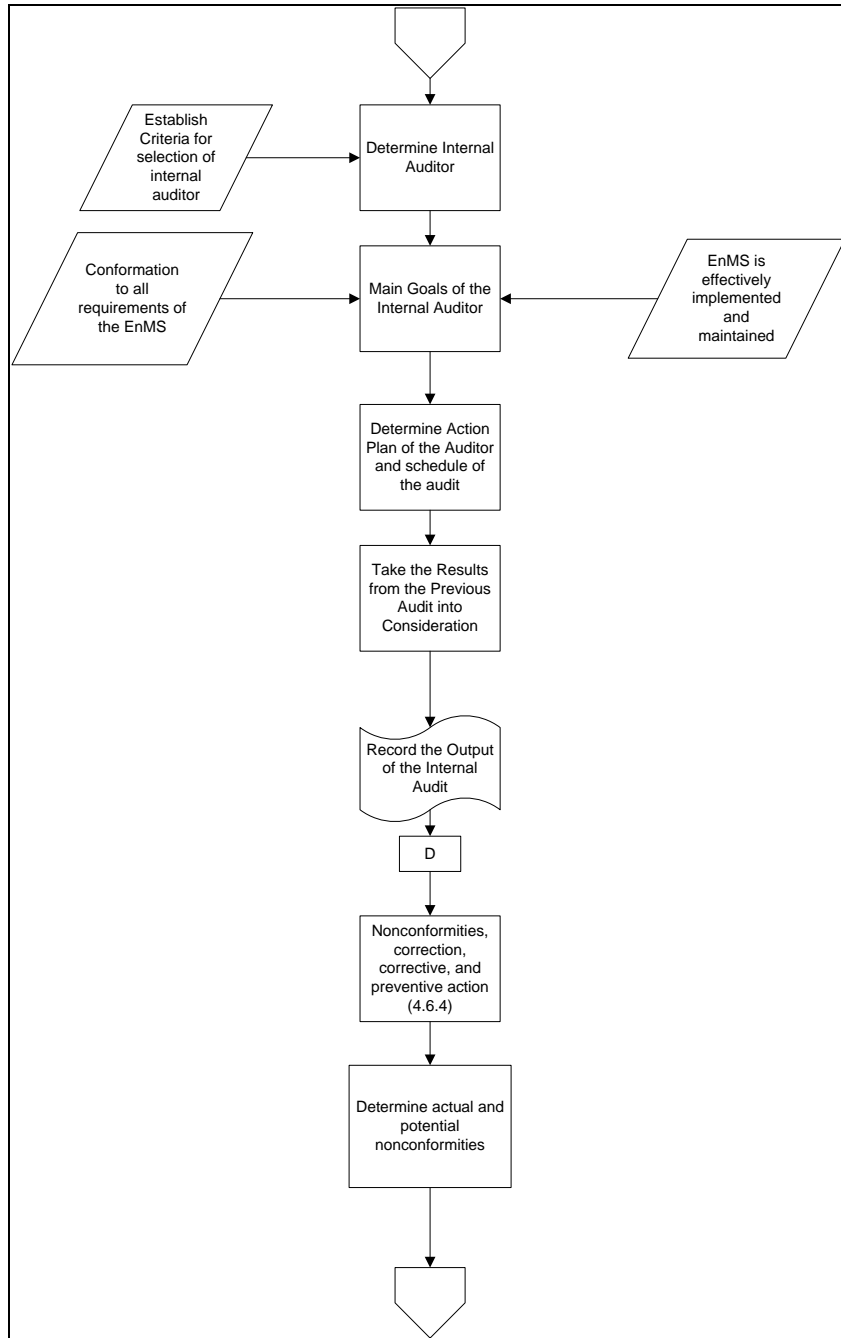 Establish
Criteria for
selection of
internal
auditor
Determine Internal
Auditor
Conformation
to all
requirements of
the EnMS
Main Goals of the
Internal Auditor
EnMS is
effectively
implemented
and
maintained
Determine Action
Plan of the Auditor
and schedule of
the audit
Take the Results
from the Previous
Audit into
Consideration
Record the Output
of the Internal
Audit
D
Nonconformities,
correction,
corrective, and
preventive action
(4.6.4)
Determine actual and
potential
nonconformities